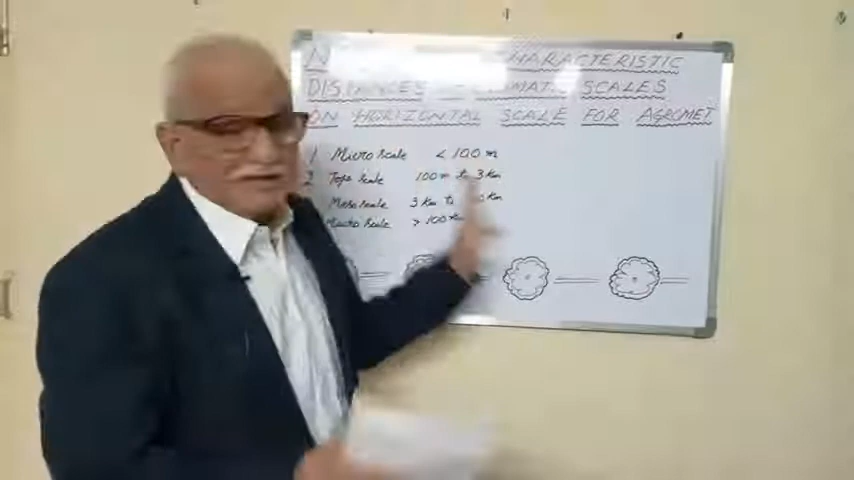 CHARACTERISTIC
DISTANCES CLIMATIC SCALES
ON HORIZONTAL SCALE FOR AGROMET
1 Micro Scale < 100 m
2 Topo Scale 100 m to 3 Km
Meso Scale 3 Km to Km
Macro Scale > 100 Km